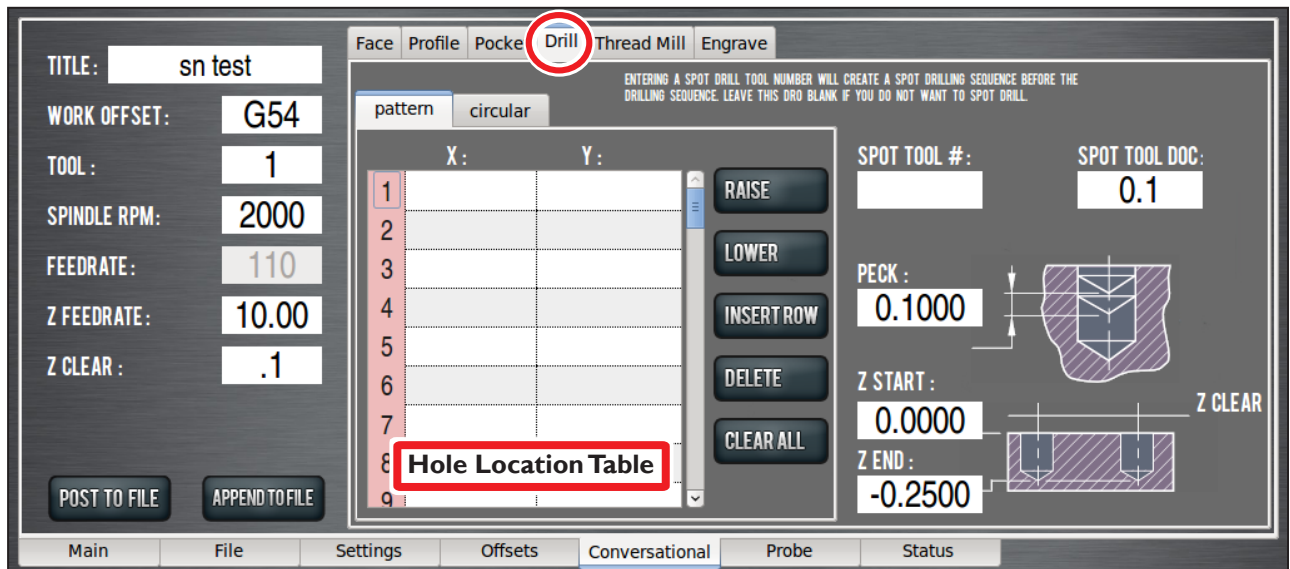 Face Profile Pocke Drill Thread Mill Engrave
TITLE: sn test
WORK OFFSET: G54
TOOL : 1
SPINDLE RPM: 2000
FEEDRATE : 110
Z FEEDRATE : 10.00
Z CLEAR : .1
POST TO FILE APPEND TO FILE
ENTERING A SPOT DRILL TOOL NUMBER WILL CREATE A SPOT DRILLING SEQUENCE BEFORE THE
DRILLING SEQUENCE. LEAVE THIS DRO BLANK IF YOU DO NOT WANT TO SPOT DRILL.
pattern circular
X : Y :
1
2
3
4
5
6
7
8
9
Hole Location Table
RAISE
LOWER
INSERT ROW
DELETE
CLEAR ALL
SPOT TOOL # : SPOT TOOL DOC:
0.1
PECK :
0.1000
Z START :
0.0000
Z CLEAR
Z END :
-0.2500
Main File Settings Offsets Conversational Probe Status